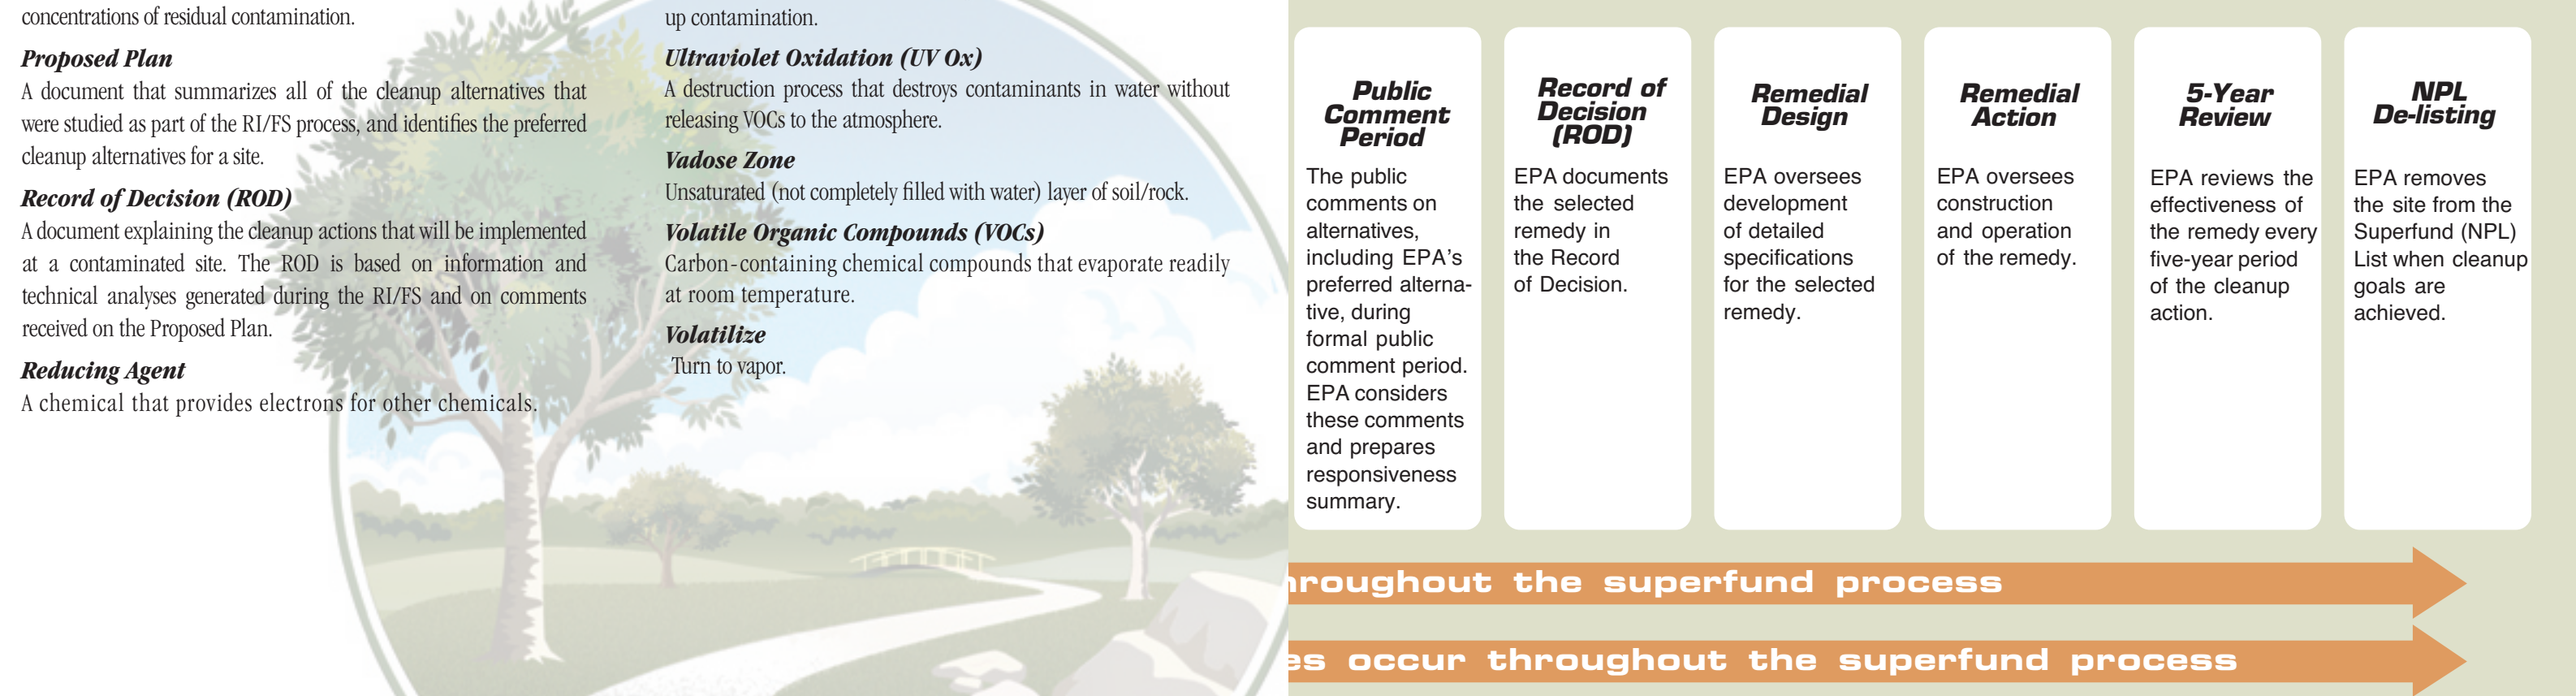 concentrations of residual contamination.
Proposed Plan
A document that summarizes all of the cleanup alternatives that
were studied as part of the RI/FS process, and identifies the preferred
cleanup alternatives for a site.
Record of Decision (ROD)
A document explaining the cleanup actions that will be implemented
at a contaminated site. The ROD is based on information and
technical analyses generated during the RI/FS and on comments
received on the Proposed Plan.
Reducing Agent
A chemical that provides electrons for other chemicals.
up contamination.
Ultraviolet Oxidation (UV Ox)
A destruction process that destroys contaminants in water without
releasing VOCs to the atmosphere.
Vadose Zone
Unsaturated (not completely filled with water) layer of soil/rock.
Volatile Organic Compounds (VOCs)
Carbon-containing chemical compounds that evaporate readily
at room temperature.
Volatilize
Turn to vapor.
Public
Comment
Period
The public
comments on
alternatives,
including EPA's
preferred alterna-
tive, during
formal public
comment period.
EPA considers
these comments
and prepares
responsiveness
summary.
Record of
Decision
(ROD)
EPA documents
the selected
remedy in
the Record
of Decision.
Remedial
Design
EPA oversees
development
of detailed
specifications
for the selected
remedy.
Remedial
Action
EPA oversees
construction
and operation
of the remedy.
5-Year
Review
EPA reviews the
effectiveness of
the remedy every
five-year period
of the cleanup
action.
NPL
De-listing
EPA removes
the site from the
Superfund (NPL)
List when cleanup
goals are
achieved.
hroughout the superfund process
es occur throughout the superfund process